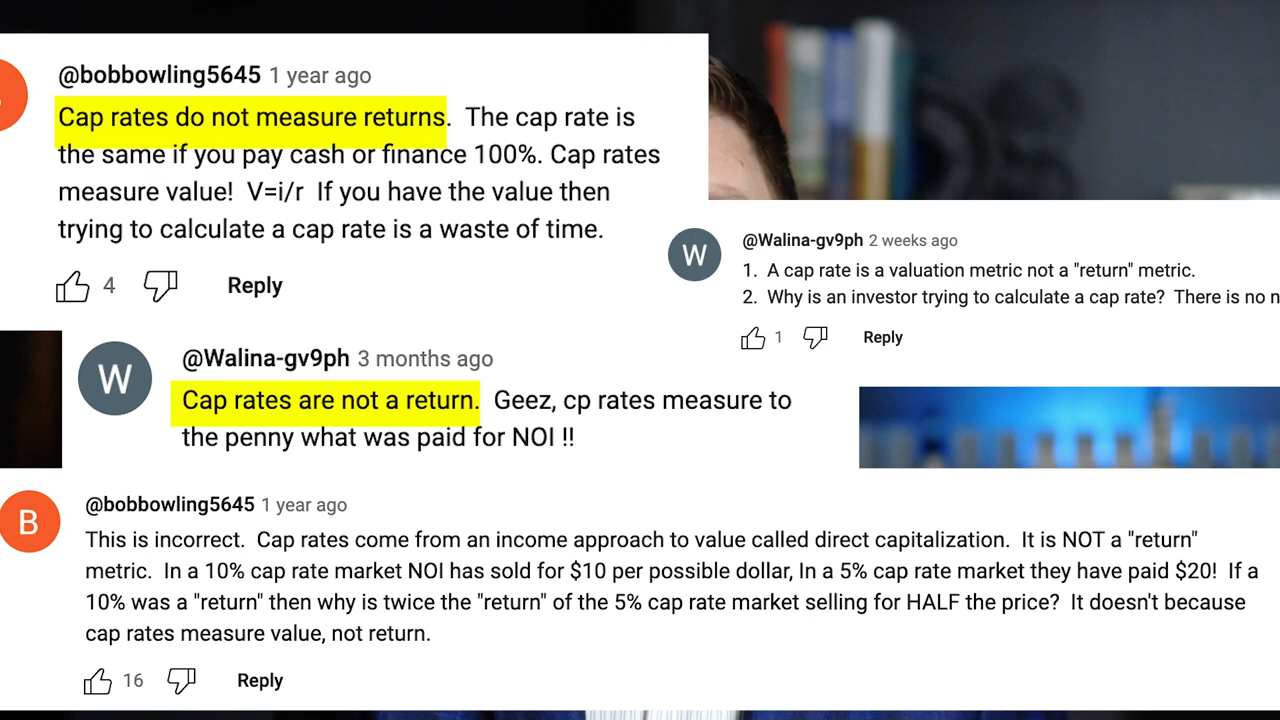 @bobbowling5645 1 year ago
Cap rates do not measure returns. The cap rate is
the same if you pay cash or finance 100%. Cap rates
measure value! V=i/r If you have the value then
trying to calculate a cap rate is a waste of time.
4 Reply
W
@Walina-gv9ph 2 weeks ago
1. A cap rate is a valuation metric not a "return" metric.
2. Why is an investor trying to calculate a cap rate? There is no n
1 Reply
W
@Walina-gv9ph 3 months ago
Cap rates are not a return. Geez, cp rates measure to
the penny what was paid for NOI !!
B
@bobbowling5645 1 year ago
This is incorrect. Cap rates come from an income approach to value called direct capitalization. It is NOT a "return"
metric. In a 10% cap rate market NOI has sold for $10 per possible dollar, In a 5% cap rate market they have paid $20! If a
10% was a "return" then why is twice the "return" of the 5% cap rate market selling for HALF the price? It doesn't because
cap rates measure value, not return.
16 Reply